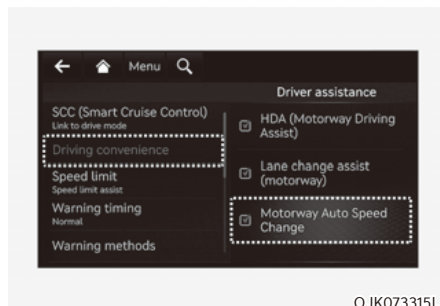 Menu
Driver assistance
SCC (Smart Cruise Control)
Link to drive mode
Driving convenience
Speed limit
Speed limit assist
Warning timing
Normal
Warning methods
HDA (Motorway Driving
Assist)
Lane change assist
(motorway)
Motorway Auto Speed
Change
OJK073315L